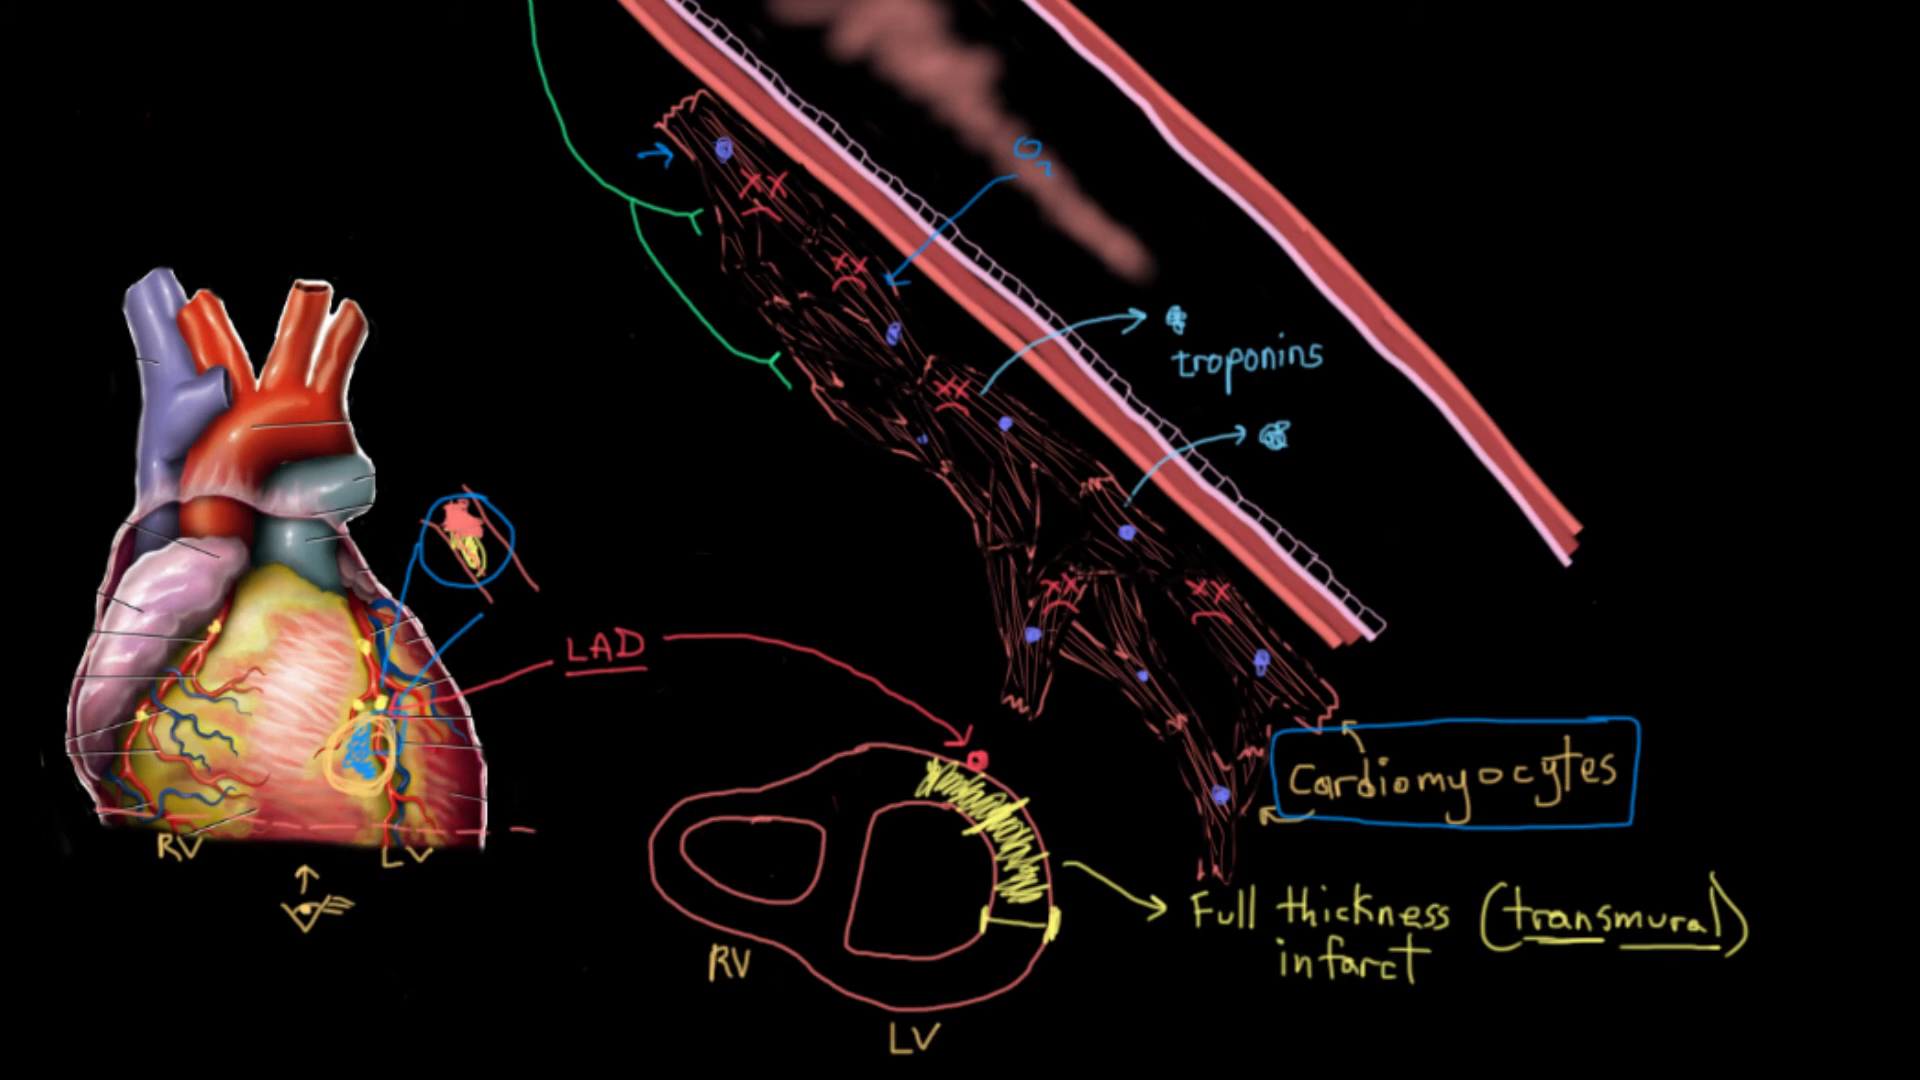 O2
troponins
LAD
Cardiomyocytes
RV
LV
Full thickness (transmural)
infarct
RV
LV